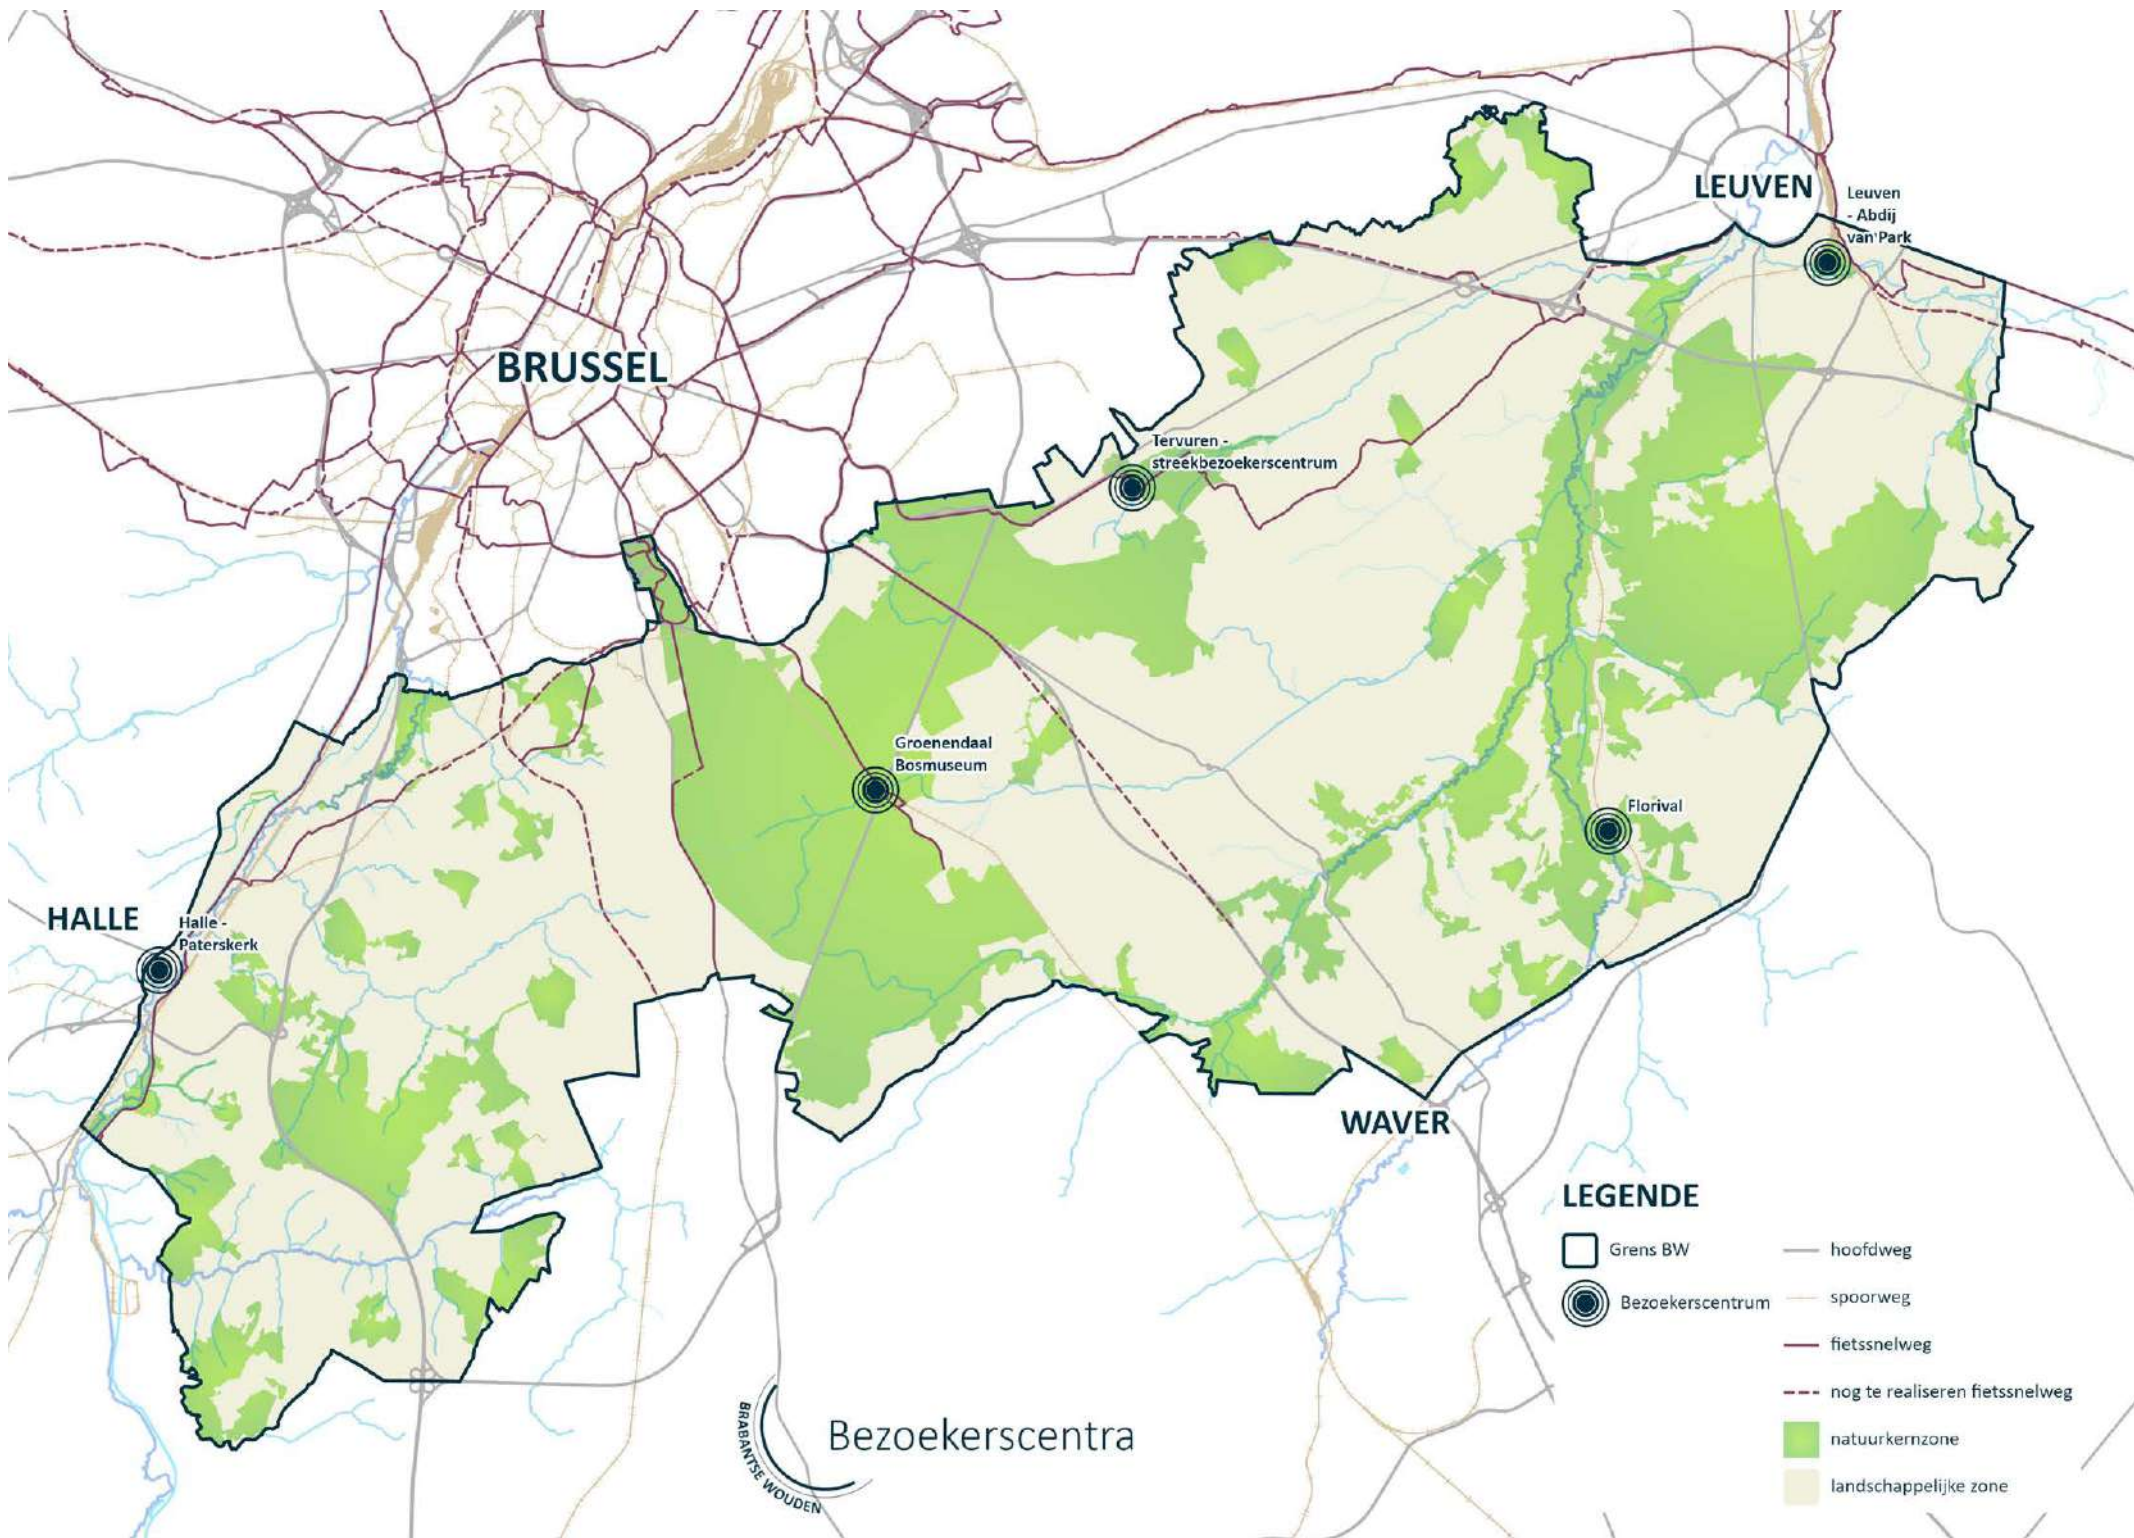 LEUVEN
Leuven
- Abdij
van Park
BRUSSEL
Tervuren -
streekbezoekerscentrum
Groenendaal
Bosmuseum
Florival
HALLE
Halle -
Paterskerk
WAVER
LEGENDE
Grens BW
Bezoekerscentrum
hoofdweg
spoorweg
fietssnelweg
nog te realiseren fietssnelweg
natuurkernzone
landschappelijke zone
BRABANTSE WOUDEN
Bezoekerscentra